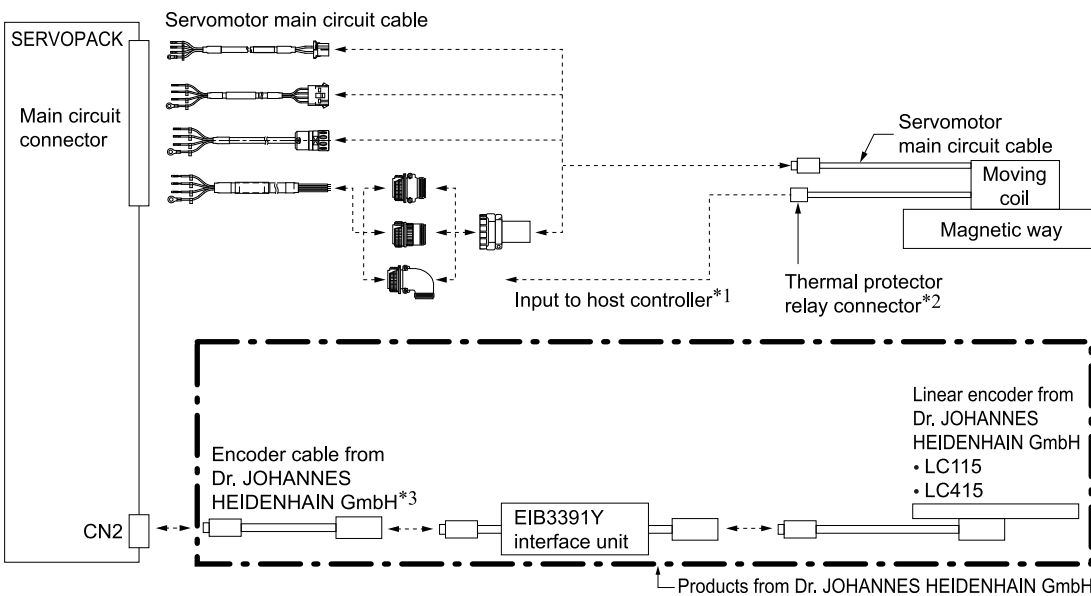 Servomotor main circuit cable
SERVOPACK
Main circuit
connector
Servomotor
main circuit cable
Moving
coil
Magnetic way
Input to host controller*1
Thermal protector
relay connector*2
Linear encoder from
Dr. JOHANNES
HEIDENHAIN GmbH
• LC115
• LC415
Encoder cable from
Dr. JOHANNES
HEIDENHAIN GmbH*3
CN2
EIB3391Y
interface unit
Products from Dr. JOHANNES HEIDENHAIN GmbH